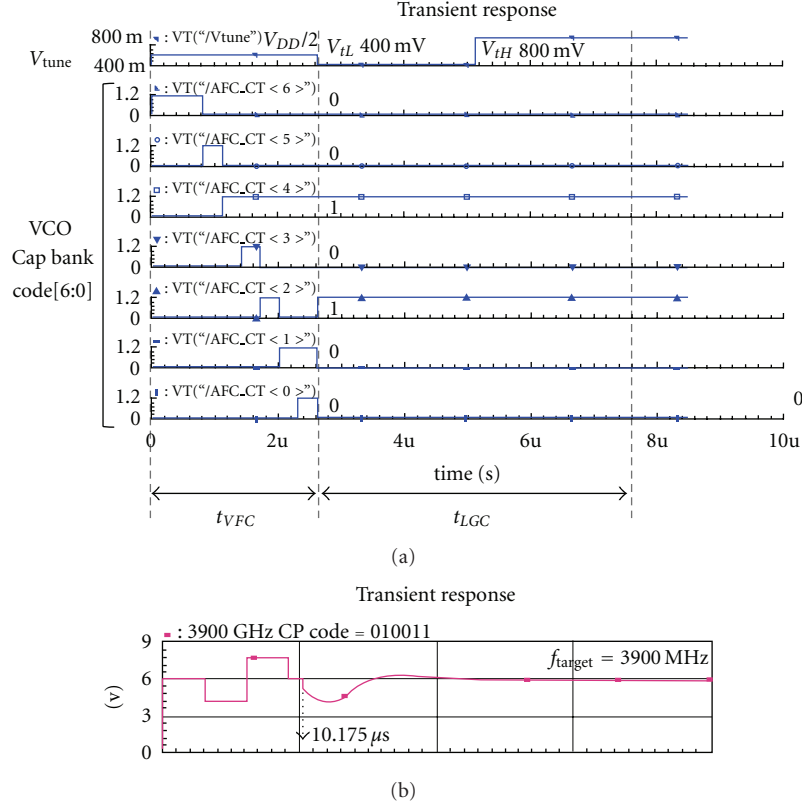 Transient response
800 m
400 m
V_tune
: VT("/Vtune")
V_DD/2
V_tL 400 mV
V_tH 800 mV
1.2
0
: VT("/AFC_CT < 6 >")
0
1.2
0
: VT("/AFC_CT < 5 >")
0
1.2
0
: VT("/AFC_CT < 4 >")
1
VCO
Cap bank
code[6:0]
1.2
0
: VT("/AFC_CT < 3 >")
0
1.2
0
: VT("/AFC_CT < 2 >")
1
1.2
0
: VT("/AFC_CT < 1 >")
0
1.2
0
: VT("/AFC_CT < 0 >")
0
0
0 2u 4u 6u 8u 10u
time (s)
t_VFC t_LGC
(a)
Transient response
: 3900 GHz CP code = 010011
f_target = 3900 MHz
9
6
3
0
(v)
10.175 μs
(b)